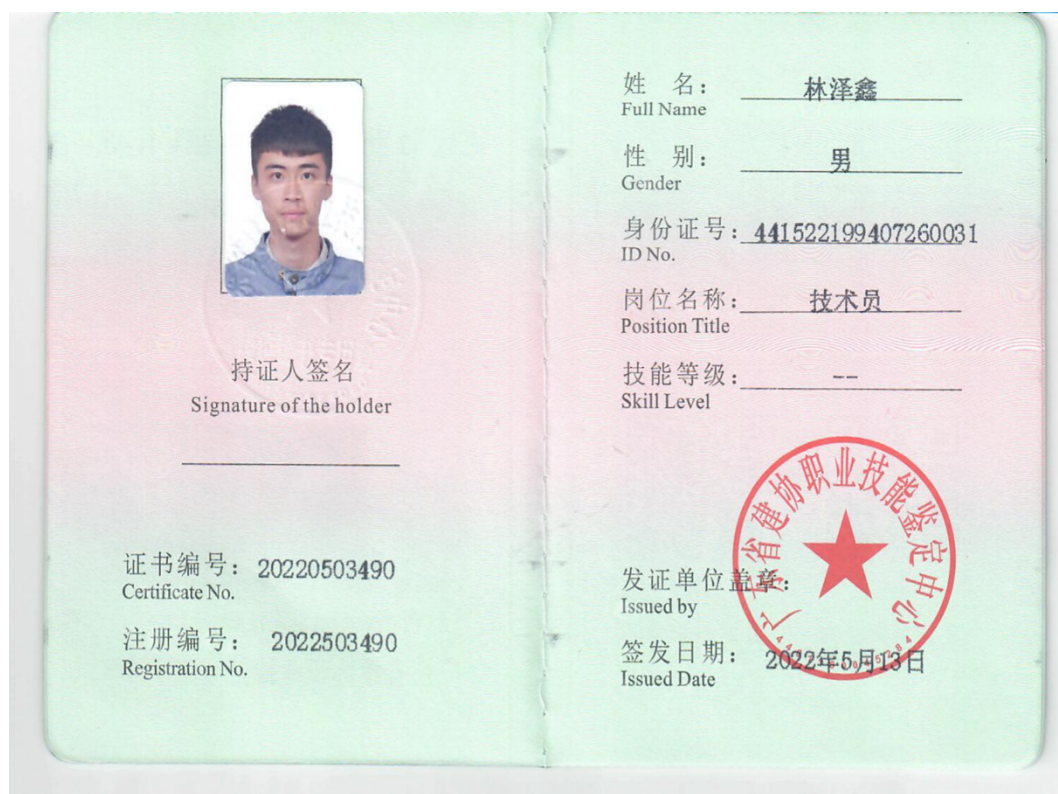 持证人签名
Signature of the holder
证书编号：20220503490
Certificate No.
注册编号：2022503490
Registration No.
姓 名：林泽鑫
Full Name
性 别：男
Gender
身份证号：441522199407260031
ID No.
岗位名称：技术员
Position Title
技能等级：--
Skill Level
广东省建协职业技能鉴定中心
发证单位盖章：
Issued by
签发日期：2022年5月13日
Issued Date